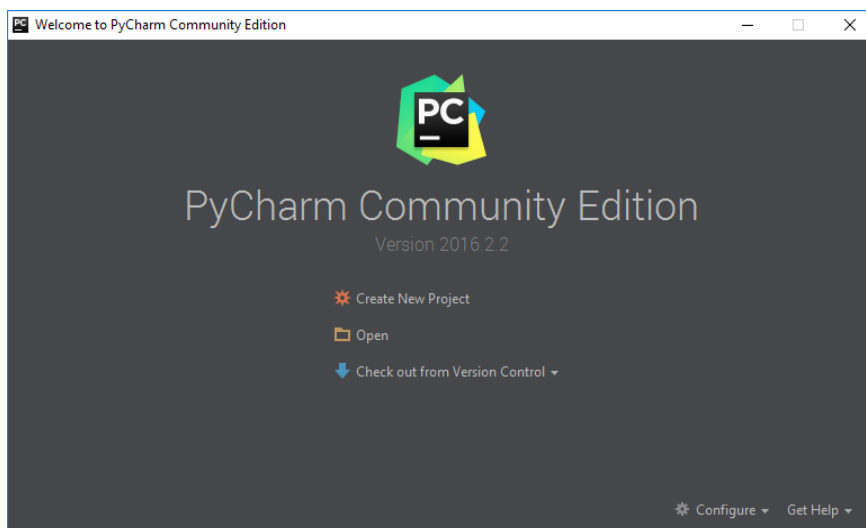 PC Welcome to PyCharm Community Edition
PC
PyCharm Community Edition
Version 2016.2.2
Create New Project
Open
Check out from Version Control
Configure Get Help